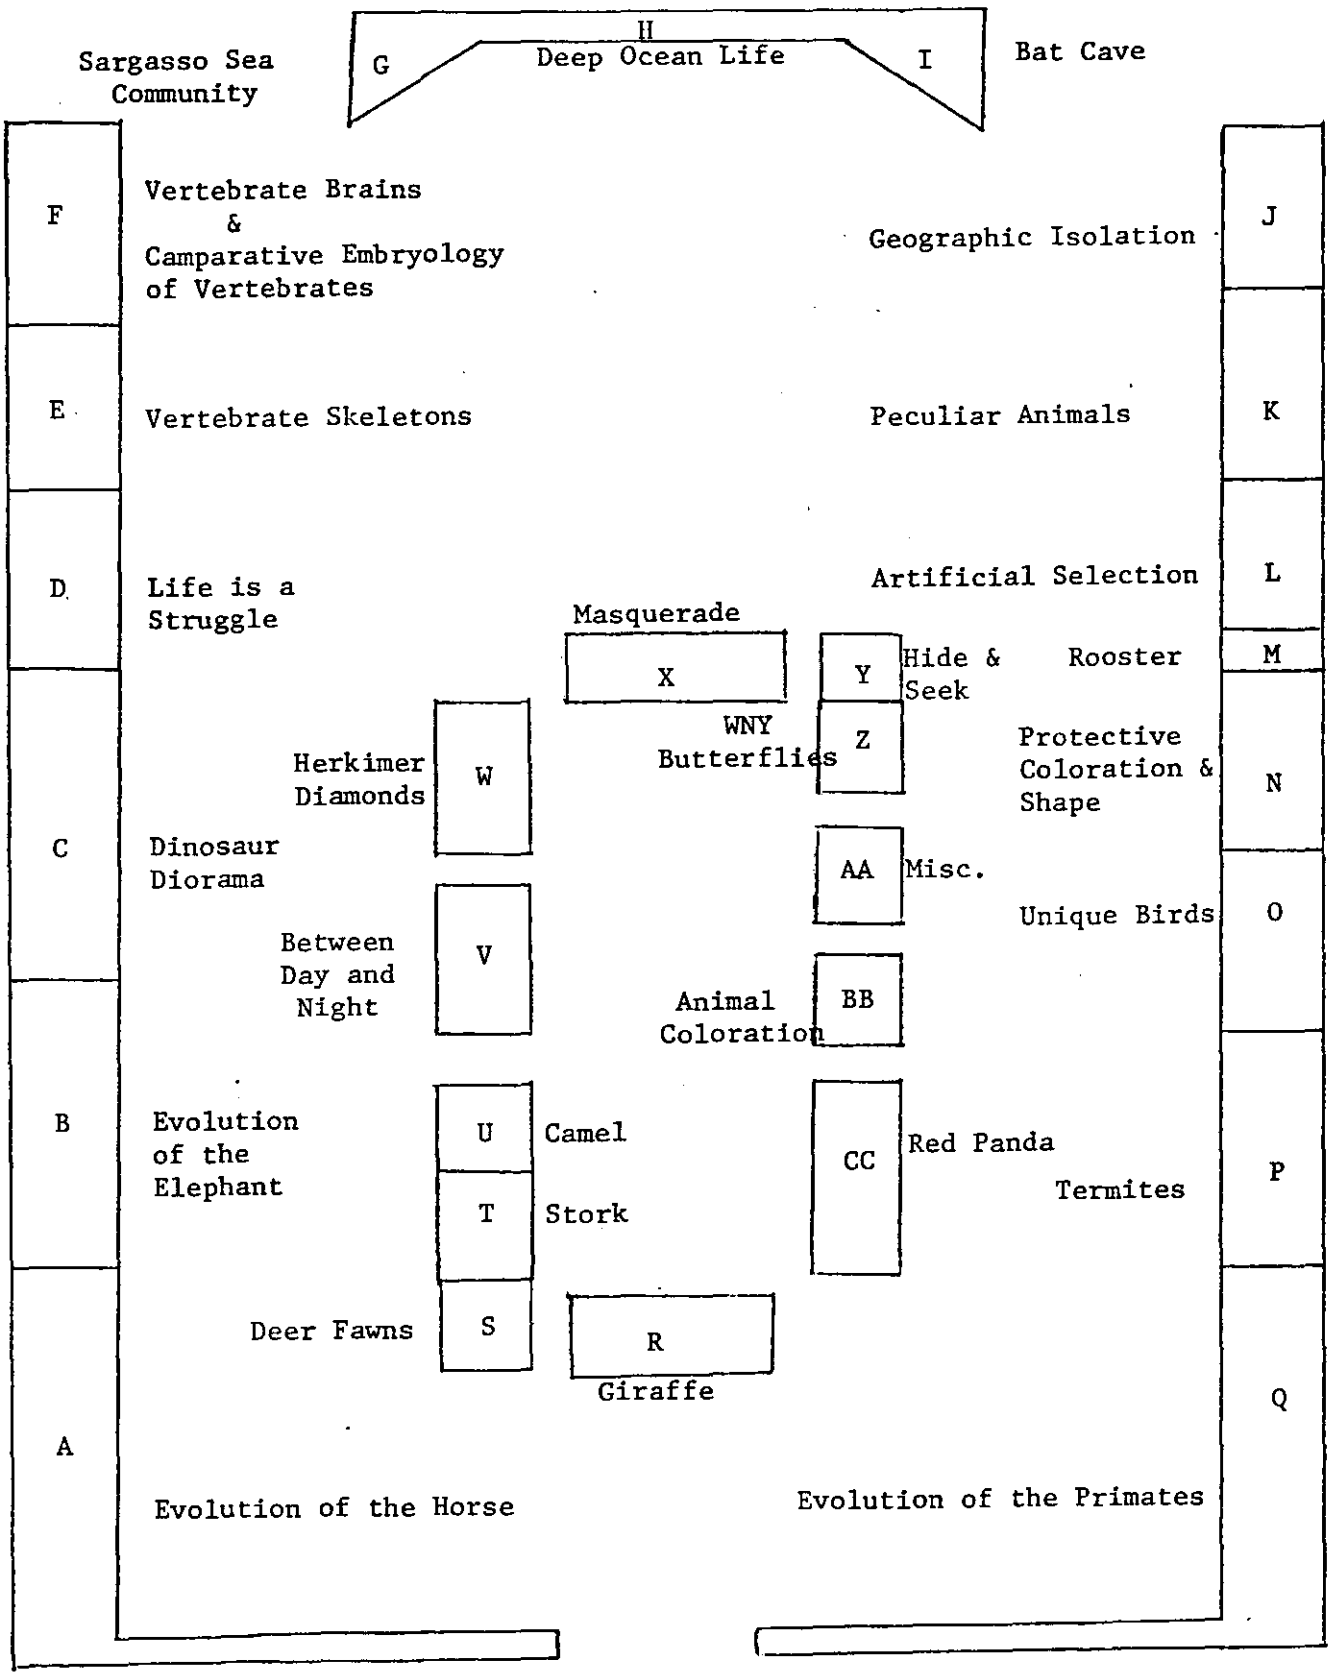 H
Sargasso Sea
Community
G
Deep Ocean Life
I
Bat Cave
F
Vertebrate Brains
&
Camparative Embryology
of Vertebrates
Geographic Isolation
J
E
Vertebrate Skeletons
Peculiar Animals
K
D
Life is a
Struggle
Artificial Selection
L
Masquerade
X
Y
Hide &
Seek
Rooster
M
WNY
Butterflies
Z
Protective
Coloration &
Shape
N
Herkimer
Diamonds
W
C
Dinosaur
Diorama
AA
Misc.
Unique Birds
O
Between
Day and
Night
V
Animal
Coloration
BB
B
Evolution
of the
Elephant
U
Camel
CC
Red Panda
Termites
P
T
Stork
Deer Fawns
S
R
Giraffe
Q
A
Evolution of the Horse
Evolution of the Primates